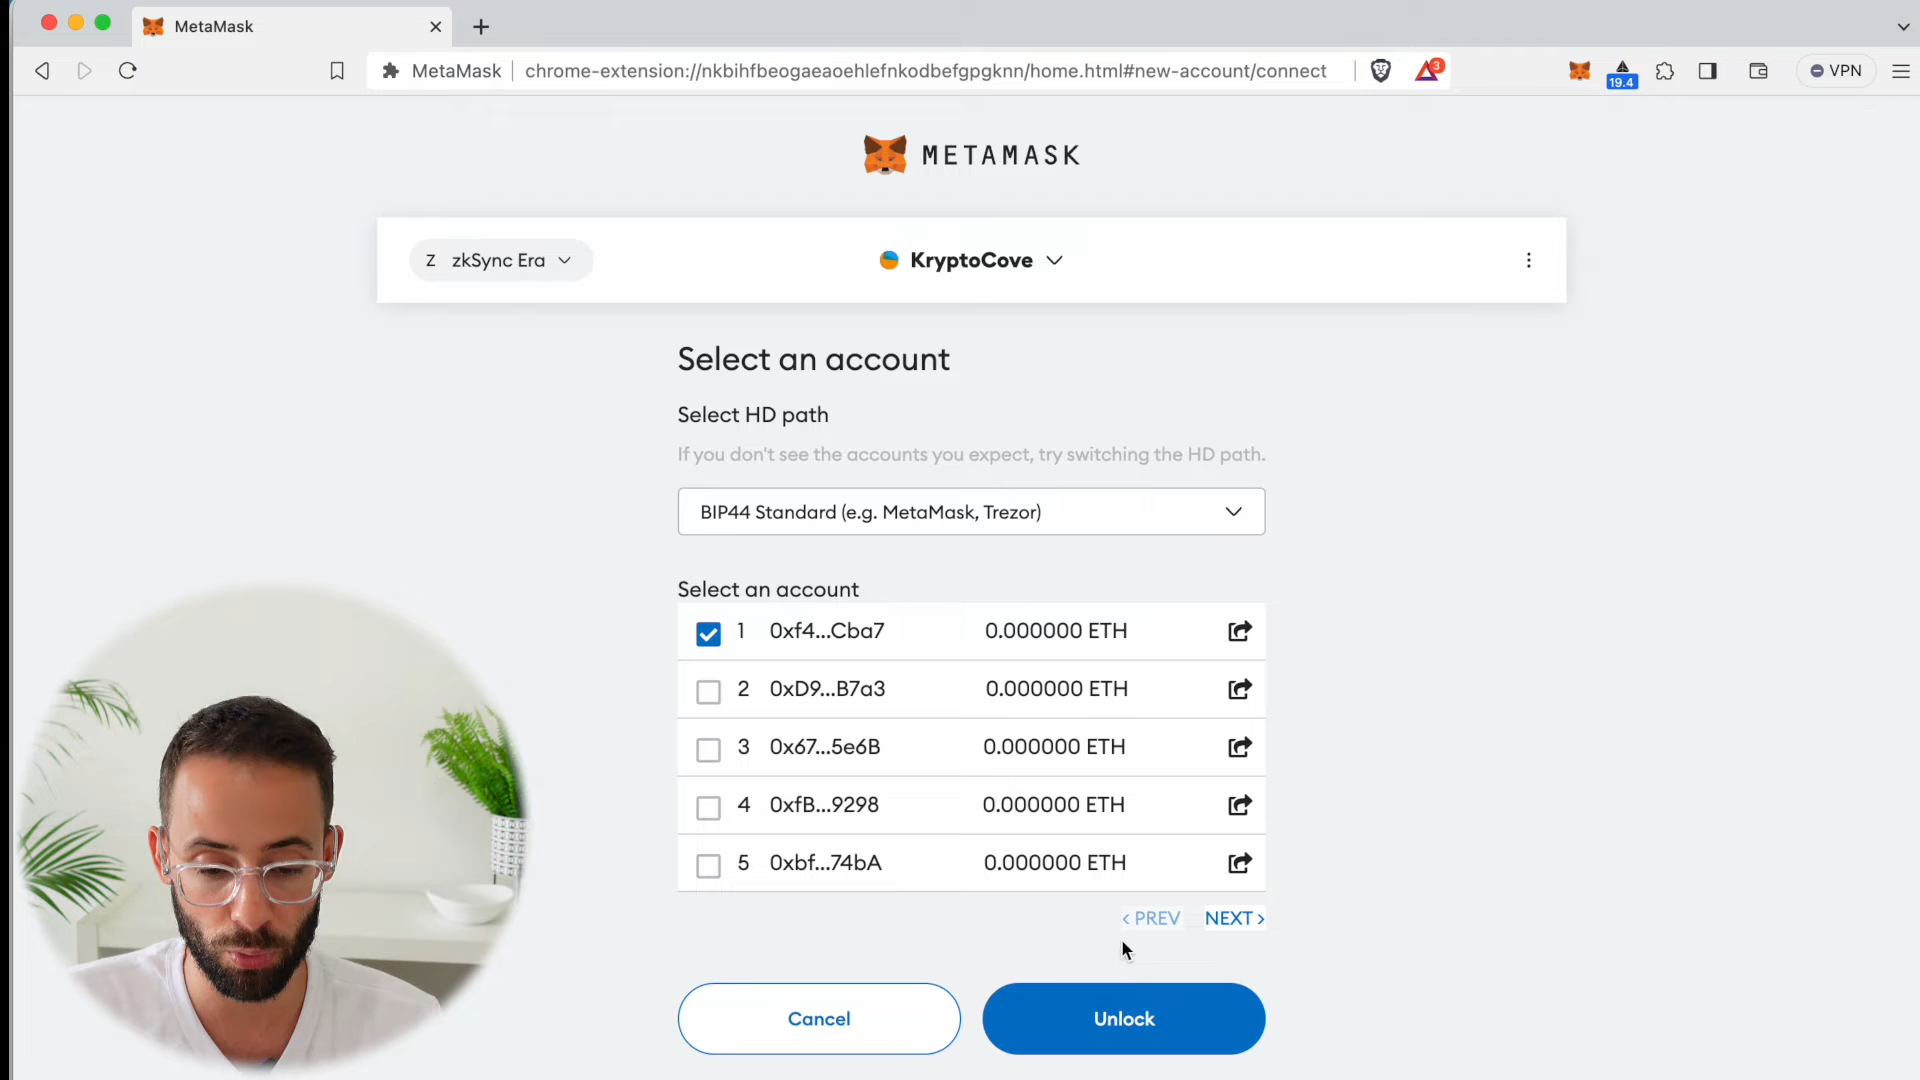 MetaMask
MetaMask chrome-extension://nkbihfbeogaeaoehlefnkodbefgpgknn/home.html#new-account/connect 3 19.4 VPN
METAMASK
Z zkSync Era KryptoCove
Select an account
Select HD path
If you don't see the accounts you expect, try switching the HD path.
BIP44 Standard (e.g. MetaMask, Trezor)
Select an account
1 0xf4...Cba7 0.000000 ETH
2 0xD9...B7a3 0.000000 ETH
3 0x67...5e6B 0.000000 ETH
4 0xfB...9298 0.000000 ETH
5 0xbf...74bA 0.000000 ETH
< PREV NEXT >
Cancel Unlock